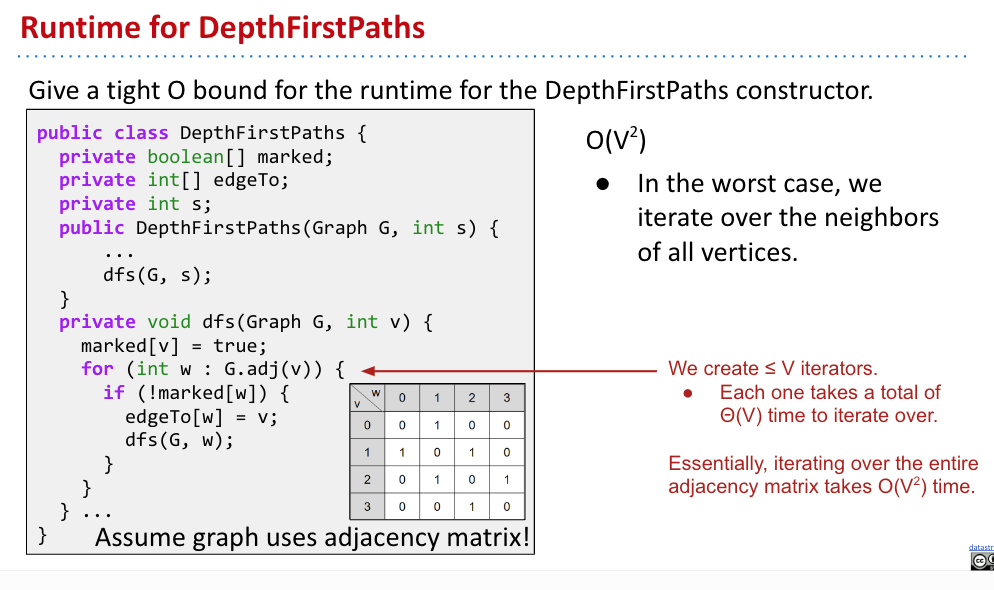 Runtime for DepthFirstPaths
Give a tight O bound for the runtime for the DepthFirstPaths constructor.
public class DepthFirstPaths {
  private boolean[] marked;
  private int[] edgeTo;
  private int s;
  public DepthFirstPaths(Graph G, int s) {
      ...
      dfs(G, s);
  }
  private void dfs(Graph G, int v) {
    marked[v] = true;
    for (int w : G.adj(v)) {
      if (!marked[w]) {
        edgeTo[w] = v;
        dfs(G, w);
      }
    }
  } ...
}
w
v
0 1 2 3
0 0 1 0 0
1 1 0 1 0
2 0 1 0 1
3 0 0 1 0
Assume graph uses adjacency matrix!
O(V²)
● In the worst case, we
iterate over the neighbors
of all vertices.
We create ≤ V iterators.
● Each one takes a total of
Θ(V) time to iterate over.
Essentially, iterating over the entire
adjacency matrix takes O(V²) time.
datastr
cc